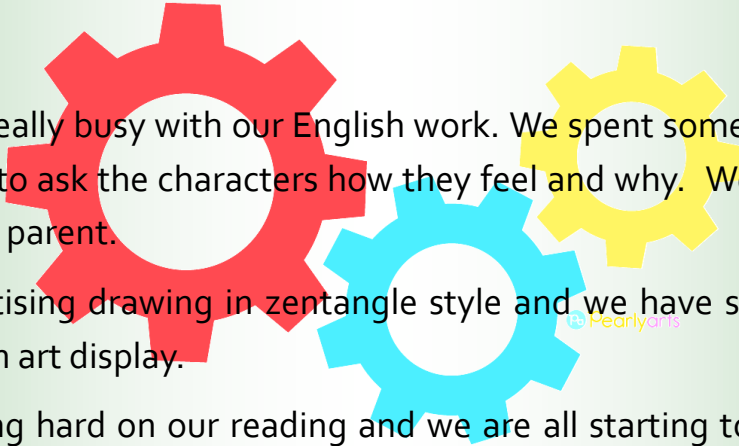 eally busy with our English work. We spent some
to ask the characters how they feel and why. W
parent.
tising drawing in zentangle style and we have s
Pearlyarts
n art display.
ng hard on our reading and we are all starting to